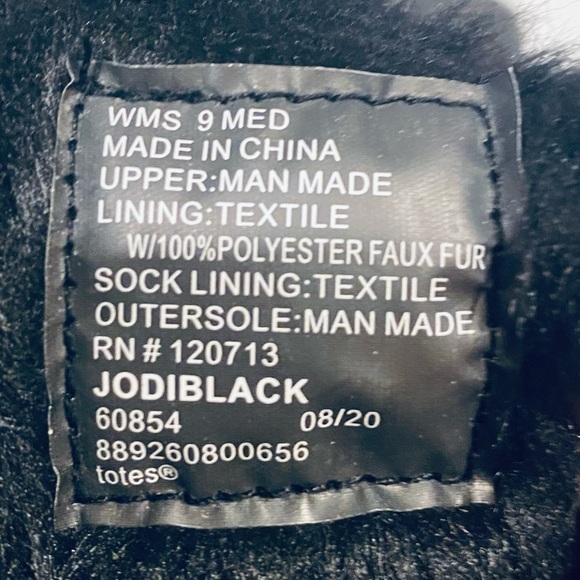 WMS 9 MED
MADE IN CHINA
UPPER:MAN MADE
LINING:TEXTILE
W/100%POLYESTER FAUX FUR
SOCK LINING:TEXTILE
OUTERSOLE:MAN MADE
RN # 120713
JODIBLACK
60854 08/20
889260800656
totes®